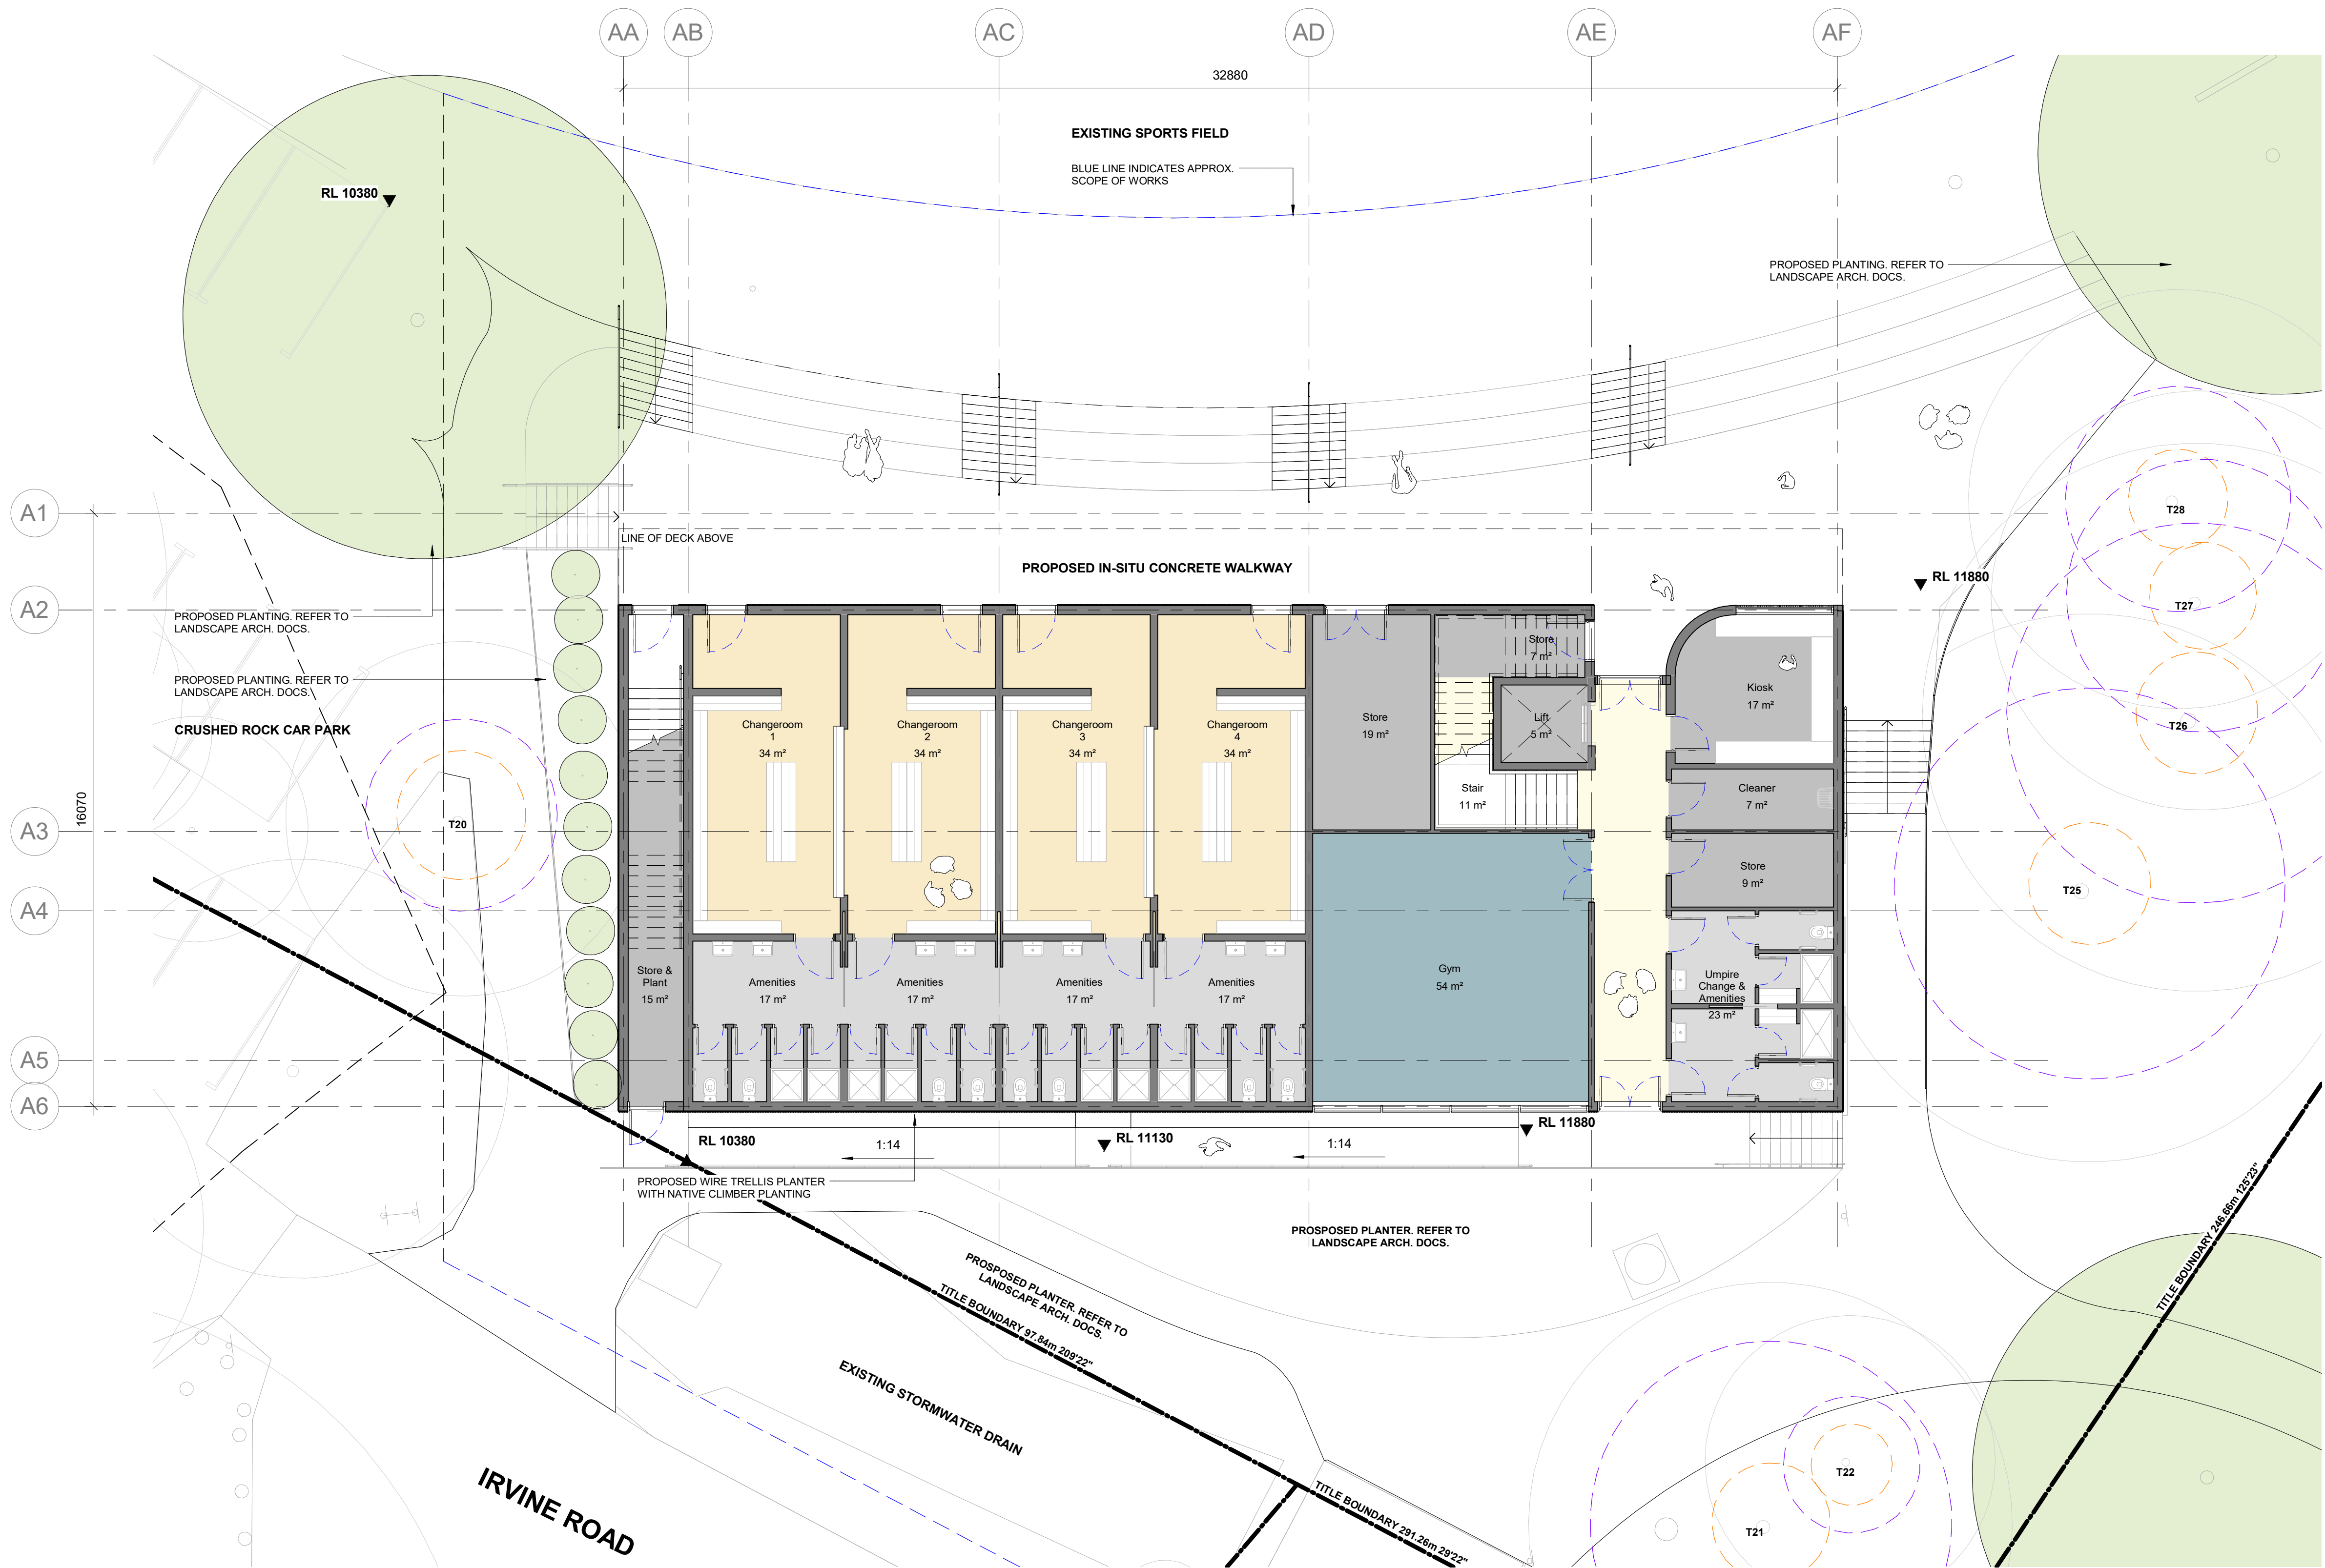 AA
AB
AC
AD
AE
AF
32880
EXISTING SPORTS FIELD
BLUE LINE INDICATES APPROX.
SCOPE OF WORKS
RL 10380
PROPOSED PLANTING. REFER TO
LANDSCAPE ARCH. DOCS.
A1
T28
LINE OF DECK ABOVE
PROPOSED IN-SITU CONCRETE WALKWAY
RL 11880
A2
T27
PROPOSED PLANTING. REFER TO
LANDSCAPE ARCH. DOCS.
PROPOSED PLANTING. REFER TO
LANDSCAPE ARCH. DOCS.
CRUSHED ROCK CAR PARK
Store
7 m²
Kiosk
17 m²
Changeroom
1
34 m²
Changeroom
2
34 m²
Changeroom
3
34 m²
Changeroom
4
34 m²
Store
19 m²
Lift
5 m²
T26
Stair
11 m²
Cleaner
7 m²
16070
A3
T20
Store
9 m²
T25
A4
Store &
Plant
15 m²
Amenities
17 m²
Amenities
17 m²
Amenities
17 m²
Amenities
17 m²
Gym
54 m²
Umpire
Change &
Amenities
23 m²
A5
A6
RL 10380
1:14
RL 11130
1:14
RL 11880
PROPOSED WIRE TRELLIS PLANTER
WITH NATIVE CLIMBER PLANTING
PROSPOSED PLANTER. REFER TO
LANDSCAPE ARCH. DOCS.
PROSPOSED PLANTER. REFER TO
LANDSCAPE ARCH. DOCS.
TITLE BOUNDARY 97.84m 209'22"
TITLE BOUNDARY 246.66m 125'23"
EXISTING STORMWATER DRAIN
IRVINE ROAD
TITLE BOUNDARY 291.26m 29'22"
T22
T21